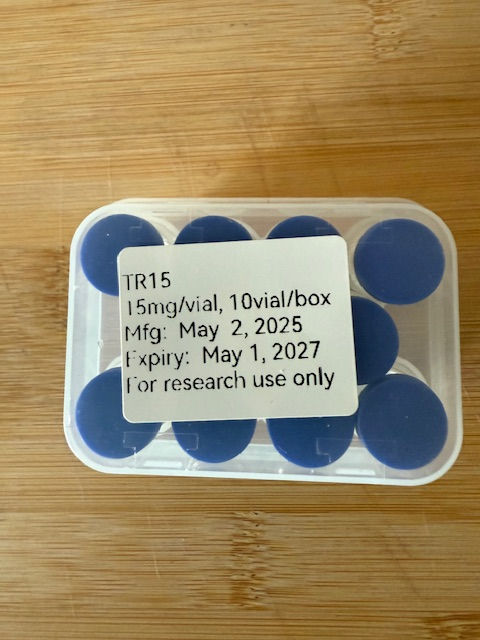 TR15
15mg/vial, 10vial/box
Mfg: May 2, 2025
Expiry: May 1, 2027
For research use only